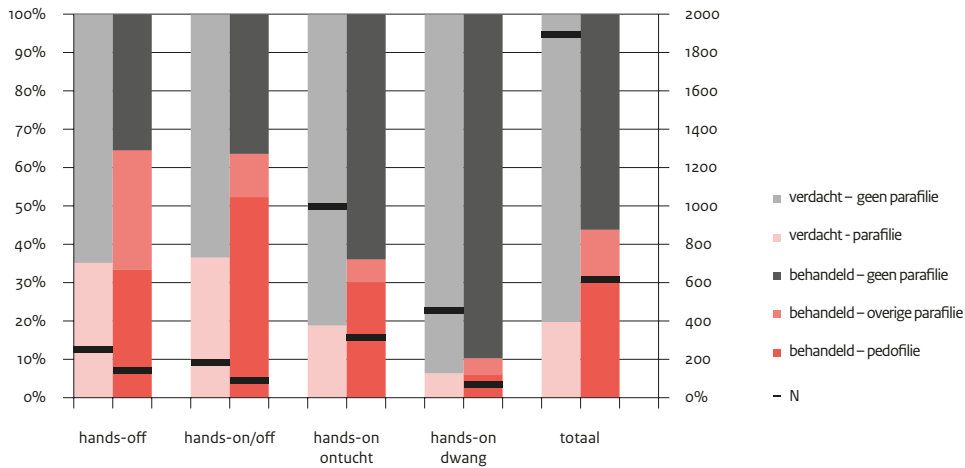 100%
90%
80%
70%
60%
50%
40%
30%
20%
10%
0%
2000
1800
1600
1400
1200
1000
800
600
400
200
0%
hands-off
hands-on/off
hands-on
ontucht
hands-on
dwang
totaal
verdacht – geen parafilie
verdacht - parafilie
behandeld – geen parafilie
behandeld – overige parafilie
behandeld – pedofilie
N